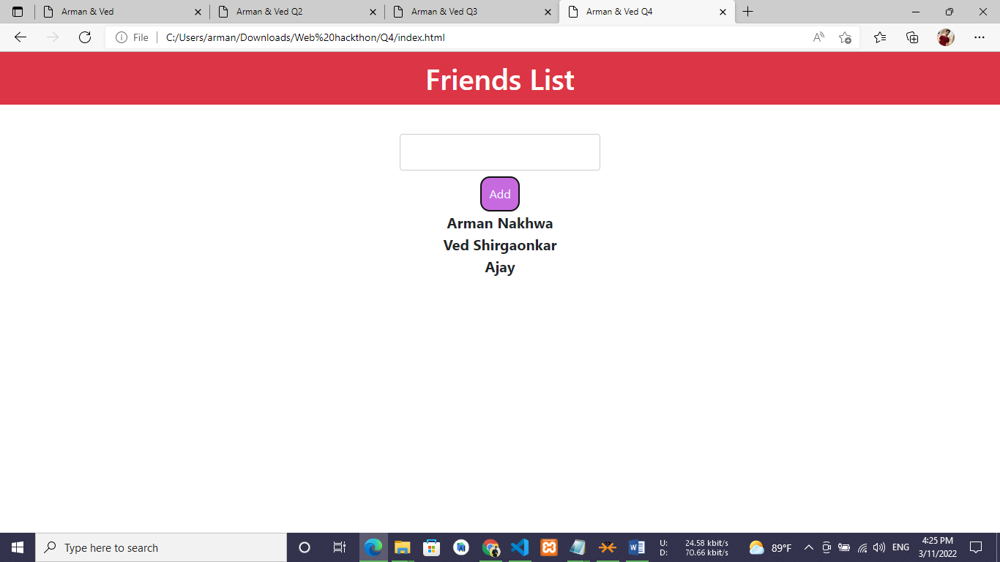 Arman & Ved
Arman & Ved Q2
Arman & Ved Q3
Arman & Ved Q4
File
C:/Users/arman/Downloads/Web%20hackthon/Q4/index.html
Friends List
Add
Arman Nakhwa
Ved Shirgaonkar
Ajay
Type here to search
U: 24.58 kbit/s
D: 70.66 kbit/s
89°F
ENG
4:25 PM
3/11/2022